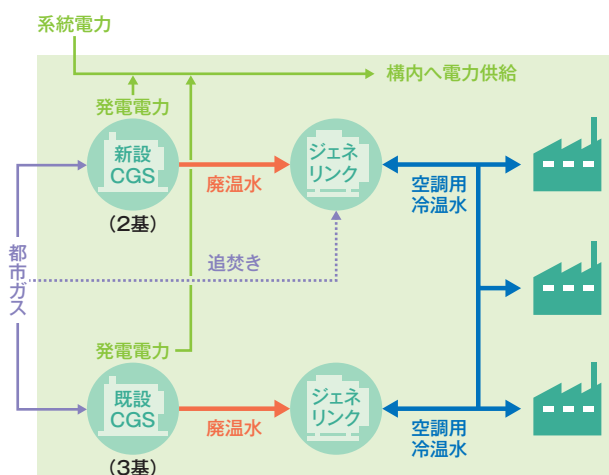 系統電力
構内へ電力供給
発電電力
新設
CGS
(2基)
廃温水
ジェネ
リンク
空調用
冷温水
都市ガス
追焚き
発電電力
既設
CGS
(3基)
廃温水
ジェネ
リンク
空調用
冷温水